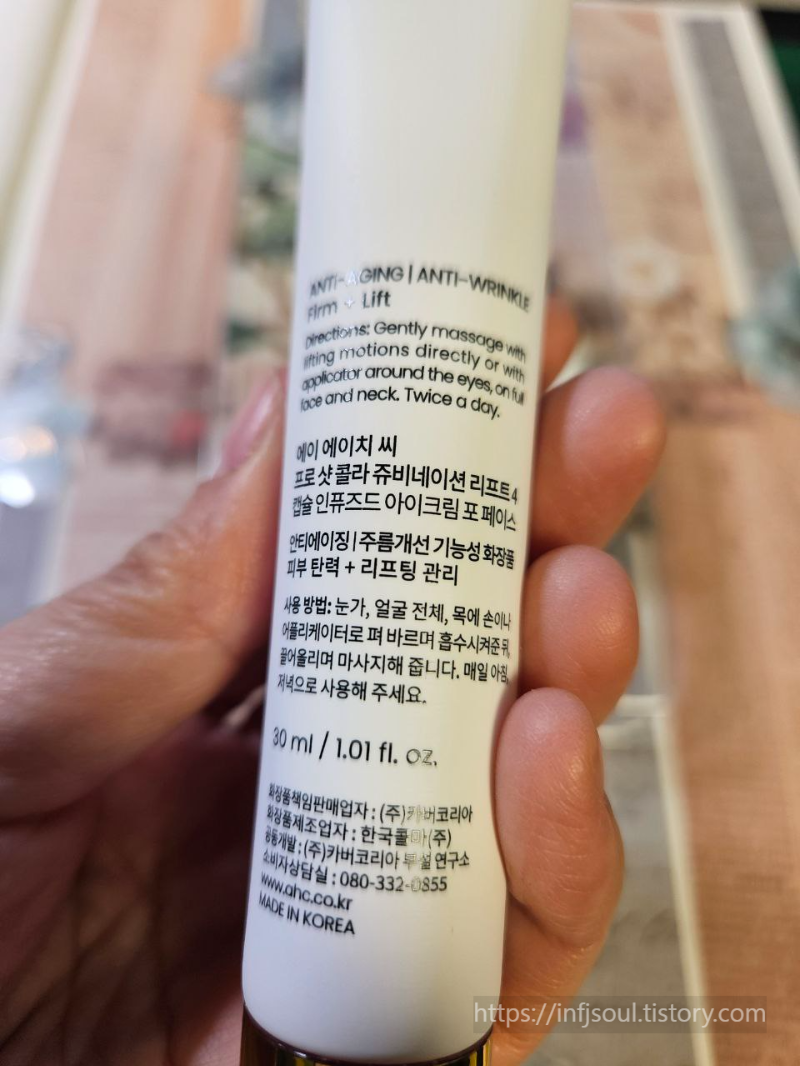 ANTI-AGING | ANTI-WRINKLE
Firm + Lift
Directions: Gently massage with
lifting motions directly or with
applicator around the eyes, on full
face and neck. Twice a day.
에이 에이치 씨
프로 샷 콜라 쥬비네이션 리프트 4
캡슐 인퓨즈드 아이크림 포 페이스
안티에이징 | 주름개선 기능성 화장품
피부 탄력 + 리프팅 관리
사용 방법: 눈가, 얼굴 전체, 목에 손이나
어플리케이터로 펴 바르며 흡수시켜준 뒤,
끌어올리며 마사지해 줍니다. 매일 아침,
저녁으로 사용해 주세요.
30 ml / 1.01 fl. oz.
화장품책임판매업자 : (주)카버코리아
화장품제조업자 : 한국콜마(주)
공동개발 : (주)카버코리아 부설 연구소
소비자상담실 : 080-332-0855
www.ahc.co.kr
MADE IN KOREA
https://infjsoul.tistory.com